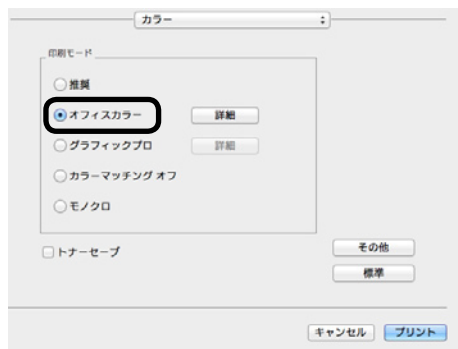 カラー
印刷モード
推奨
オフィスカラー 詳細
グラフィックプロ 詳細
カラーマッチング オフ
モノクロ
トナーセーブ
その他
標準
キャンセル プリント